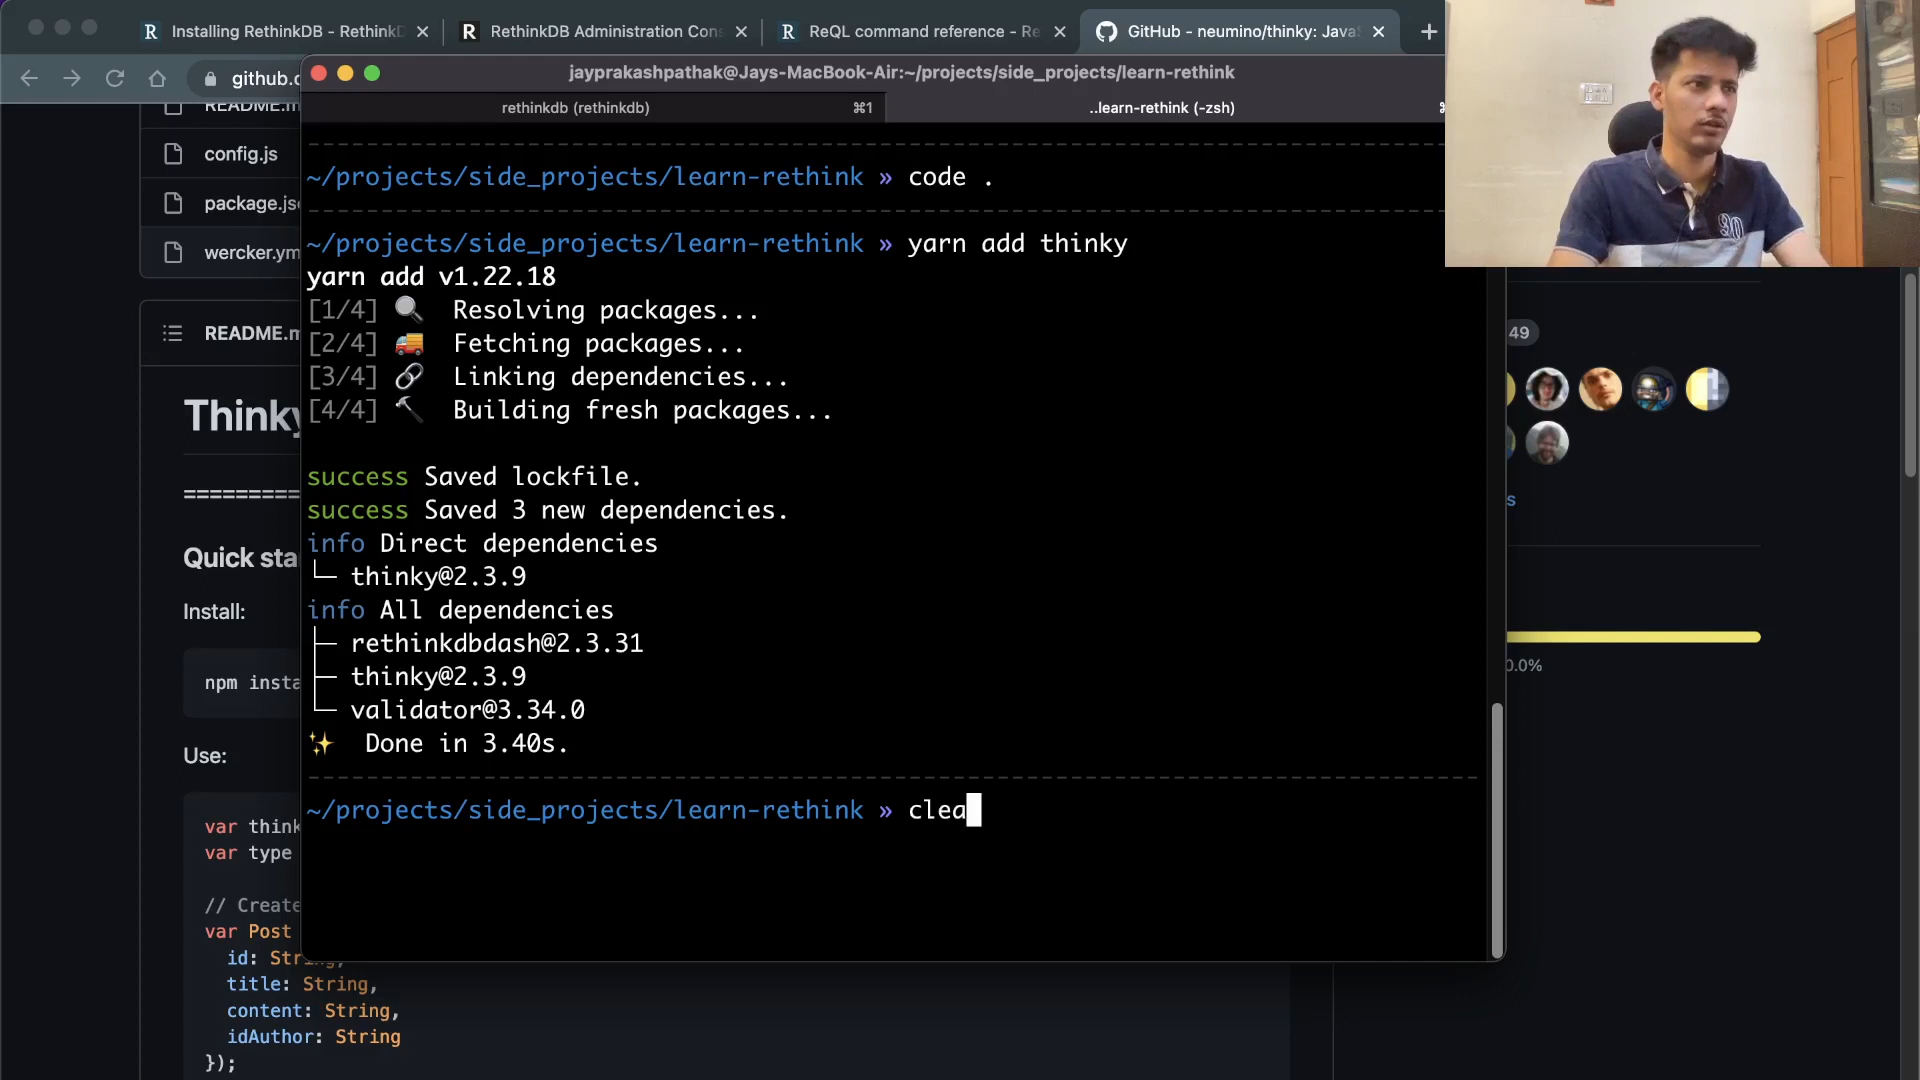 Installing RethinkDB - RethinkD
RethinkDB Administration Cons
ReQL command reference - Re
GitHub - neumino/thinky: JavaS
github.c
jayprakashpathak@Jays-MacBook-Air:~/projects/side_projects/learn-rethink
rethinkdb (rethinkdb) ⌘1
..learn-rethink (-zsh)
README.m
config.js
package.jso
wercker.ym
README.m
Thinky
==========
Quick sta
Install:
npm insta
Use:
var think
var type
// Create
var Post
id: String,
title: String,
content: String,
idAuthor: String
});
~/projects/side_projects/learn-rethink » code .
~/projects/side_projects/learn-rethink » yarn add thinky
yarn add v1.22.18
[1/4] 🔍 Resolving packages...
[2/4] 🚚 Fetching packages...
[3/4] 🔗 Linking dependencies...
[4/4] 🔨 Building fresh packages...
success Saved lockfile.
success Saved 3 new dependencies.
info Direct dependencies
└─ thinky@2.3.9
info All dependencies
├─ rethinkdbdash@2.3.31
├─ thinky@2.3.9
└─ validator@3.34.0
✨ Done in 3.40s.
~/projects/side_projects/learn-rethink » clea
49
s
0.0%